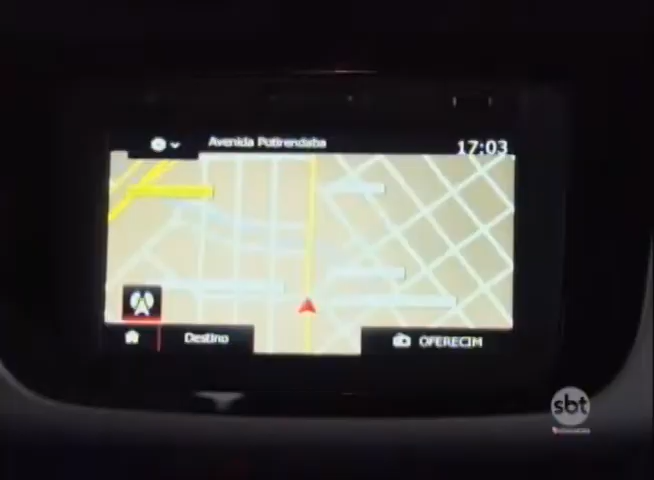 Avenida Potirendaba
17:03
Destino
OFERECIM
sbt